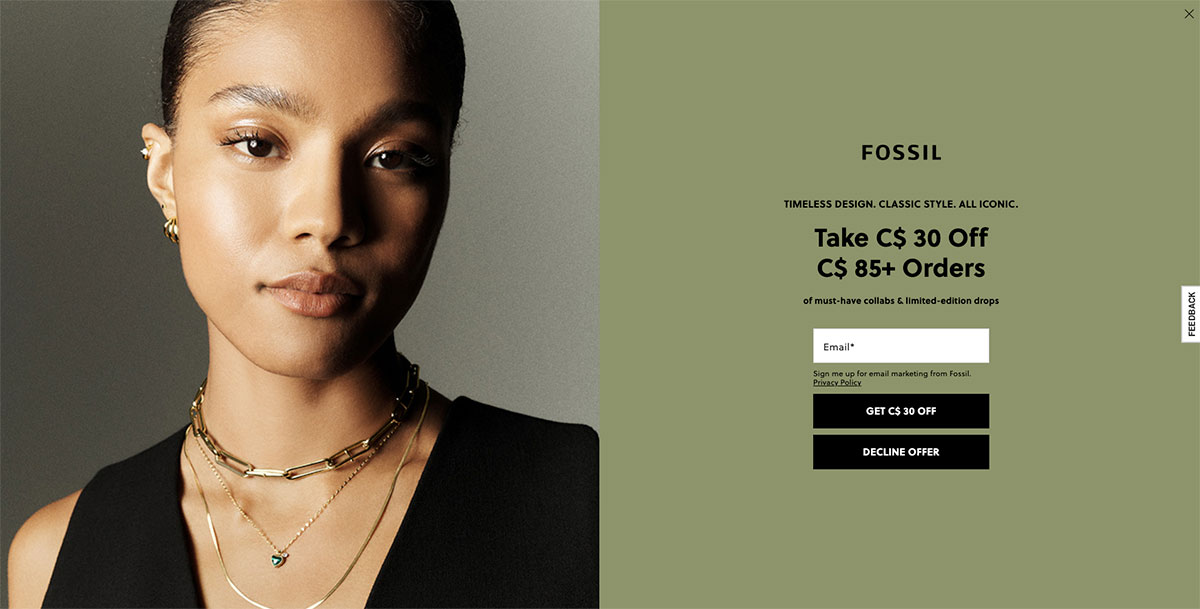 FOSSIL
TIMELESS DESIGN. CLASSIC STYLE. ALL ICONIC.
Take C$ 30 Off
C$ 85+ Orders
of must-have collabs & limited-edition drops
Email*
Sign me up for email marketing from Fossil.
Privacy Policy
GET C$ 30 OFF
DECLINE OFFER
FEEDBACK